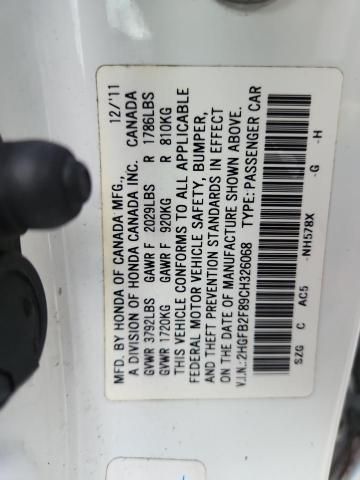 MFD. BY HONDA OF CANADA MFG., 12/'11
A DIVISION OF HONDA CANADA INC. CANADA
GVWR 3792LBS GAWR F 2029LBS R 1786LBS
GVWR 1720KG GAWR F 920KG R 810KG
THIS VEHICLE CONFORMS TO ALL APPLICABLE
FEDERAL MOTOR VEHICLE SAFETY, BUMPER,
AND THEFT PREVENTION STANDARDS IN EFFECT
ON THE DATE OF MANUFACTURE SHOWN ABOVE.
V.I.N.:2HGFB2F89CH326068 TYPE: PASSENGER CAR
SZG C AC5 -NH578X -G -H